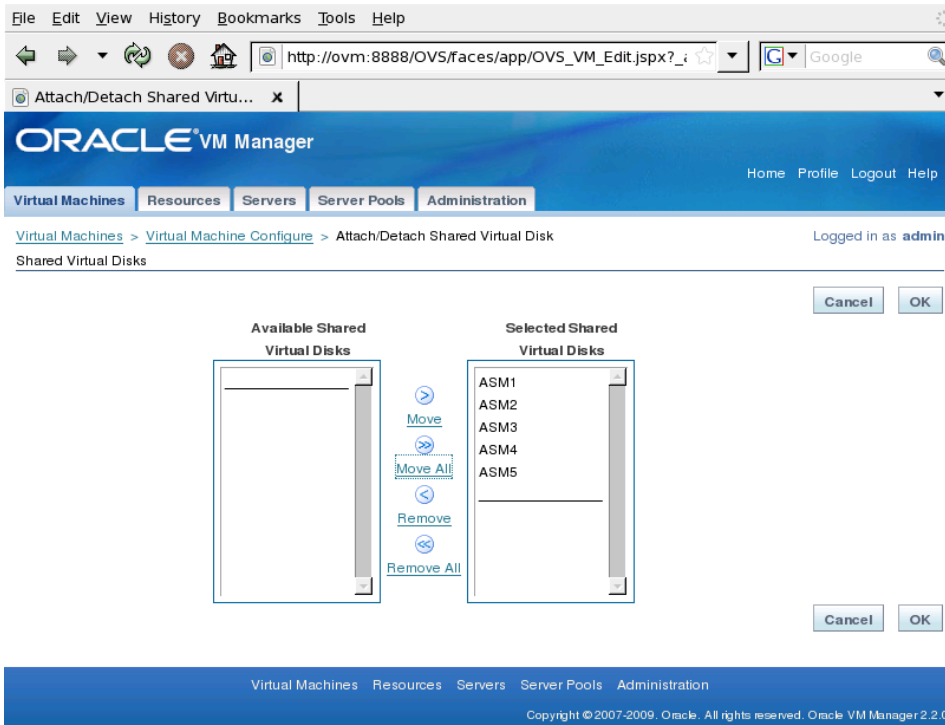 File Edit View History Bookmarks Tools Help
http://ovm:8888/OVS/faces/app/OVS_VM_Edit.jspx?_a
G Google
Attach/Detach Shared Virtu... x
ORACLE VM Manager
Home Profile Logout Help
Virtual Machines Resources Servers Server Pools Administration
Virtual Machines > Virtual Machine Configure > Attach/Detach Shared Virtual Disk Logged in as admin
Shared Virtual Disks
Cancel OK
Available Shared
Virtual Disks
Selected Shared
Virtual Disks
Move
Move All
Remove
Remove All
ASM1
ASM2
ASM3
ASM4
ASM5
Cancel OK
Virtual Machines Resources Servers Server Pools Administration
Copyright ©2007-2009. Oracle. All rights reserved. Oracle VM Manager 2.2.0